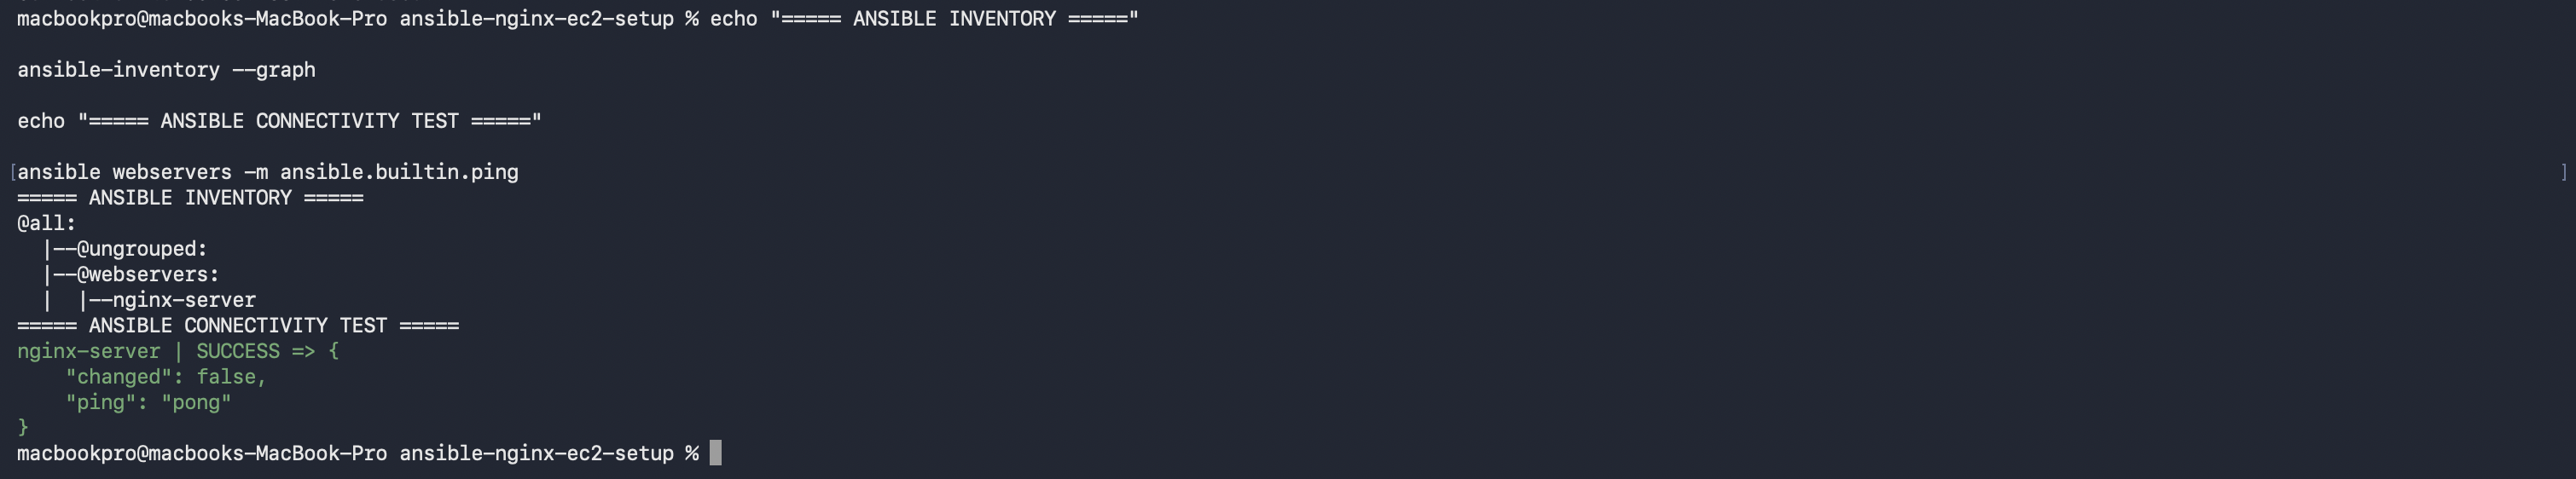 macbookpro@macbooks-MacBook-Pro ansible-nginx-ec2-setup % echo "===== ANSIBLE INVENTORY ====="
ansible-inventory --graph
echo "===== ANSIBLE CONNECTIVITY TEST ====="
[ansible webservers -m ansible.builtin.ping ]
===== ANSIBLE INVENTORY =====
@all:
  |--@ungrouped:
  |--@webservers:
  |  |--nginx-server
===== ANSIBLE CONNECTIVITY TEST =====
nginx-server | SUCCESS => {
    "changed": false,
    "ping": "pong"
}
macbookpro@macbooks-MacBook-Pro ansible-nginx-ec2-setup %